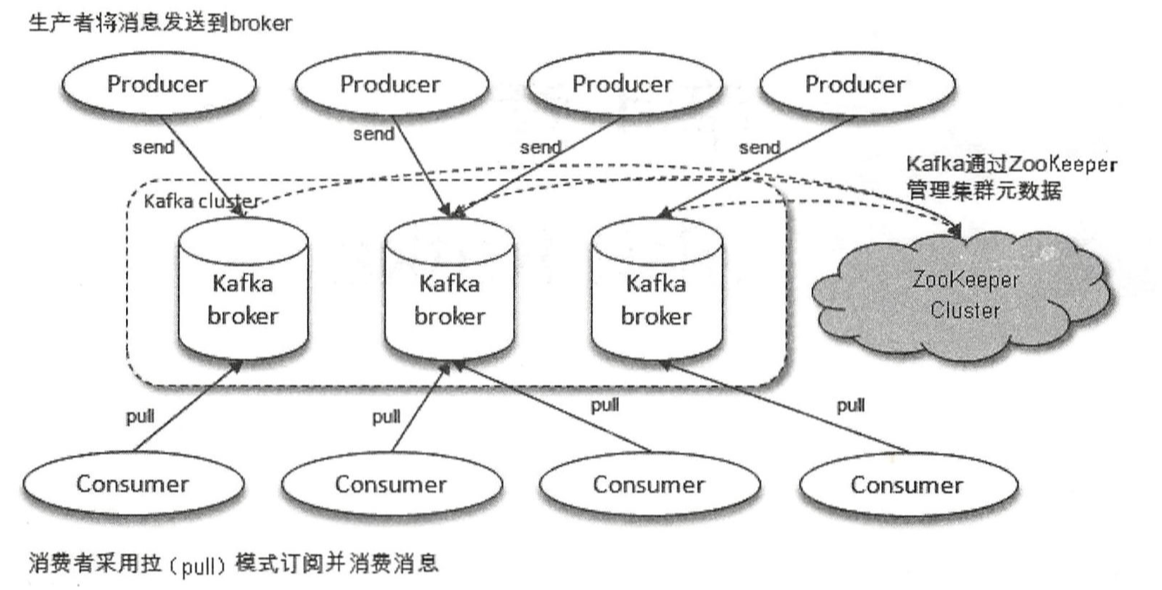 生产者将消息发送到broker
Producer
Producer
Producer
Producer
send
send
send
send
Kafka通过ZooKeeper
管理集群元数据
Kafka cluster
Kafka
broker
Kafka
broker
Kafka
broker
ZooKeeper
Cluster
pull
pull
pull
pull
Consumer
Consumer
Consumer
Consumer
消费者采用拉（pull）模式订阅并消费消息